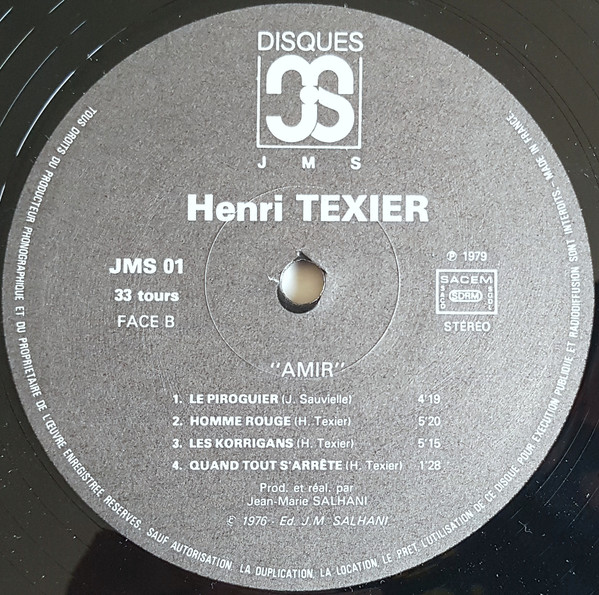 DISQUES
JMS
J M S
Henri TEXIER
JMS 01
33 tours
FACE B
℗ 1979
SACEM
SACD SDRM SGDL
STÉRÉO
"AMIR"
1. LE PIROGUIER (J. Sauvielle) 4'19
2. HOMME ROUGE (H. Texier) 5'20
3. LES KORRIGANS (H. Texier) 5'15
4. QUAND TOUT S'ARRÊTE (H. Texier) 1'28
Prod. et réal. par
Jean-Marie SALHANI
© 1976 - Ed. J.M. SALHANI.
TOUS DROITS DU PRODUCTEUR PHONOGRAPHIQUE ET DU PROPRIETAIRE DE L'ŒUVRE ENREGISTREE RESERVES. SAUF AUTORISATION. LA DUPLICATION, LA LOCATION, LE PRET, L'UTILISATION DE CE DISQUE POUR EXECUTION PUBLIQUE ET RADIODIFFUSION SONT INTERDITS - MADE IN FRANCE.